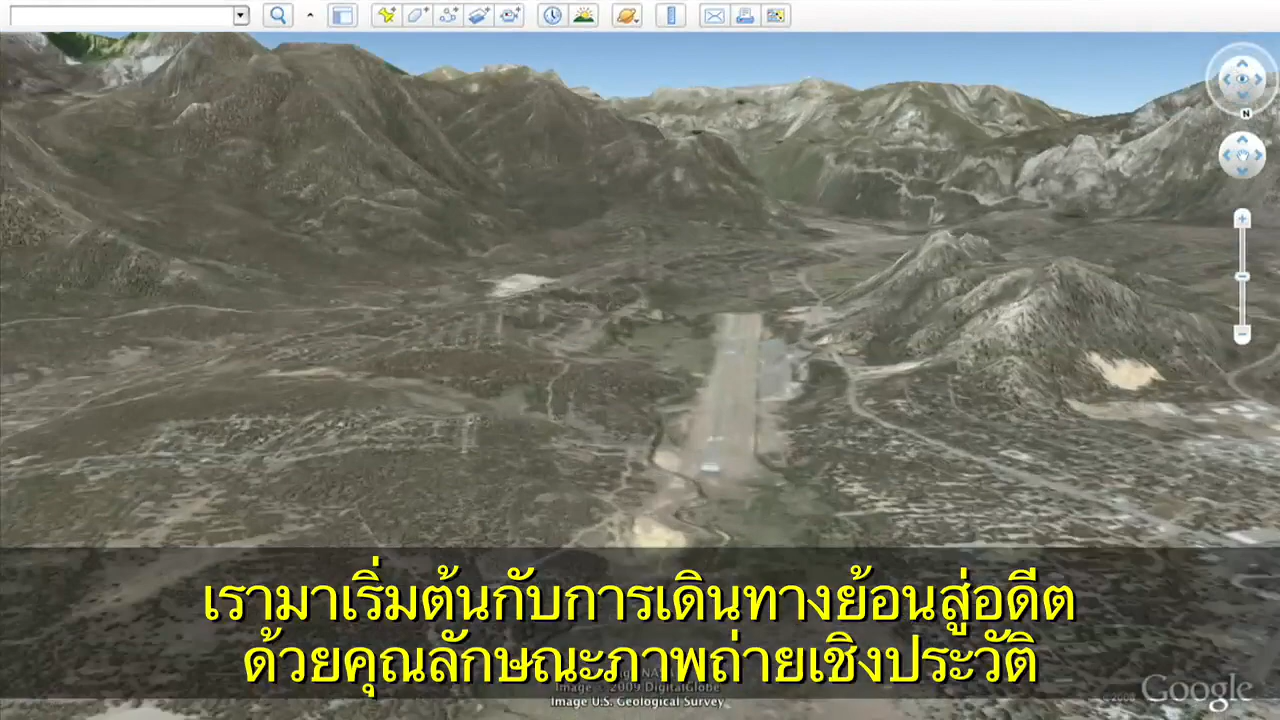 N
เรามาเริ่มต้นกับการเดินทางย้อนสู่อดีต
ด้วยคุณลักษณะภาพถ่ายเชิงประวัติ
Image © 2009 DigitalGlobe
Image U.S. Geological Survey
Google